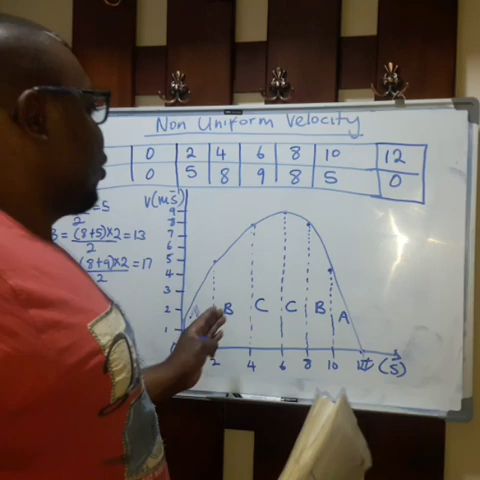 Non Uniform Velocity
0 2 4 6 8 10 12
0 5 8 9 8 5 0
=5
2
B = (8+5)×2 = 13
2
(8+9)×2 = 17
2
V(ms)
9
8
7
6
5
4
3
2
1
B C C B A
2 4 6 8 10 12 (S)